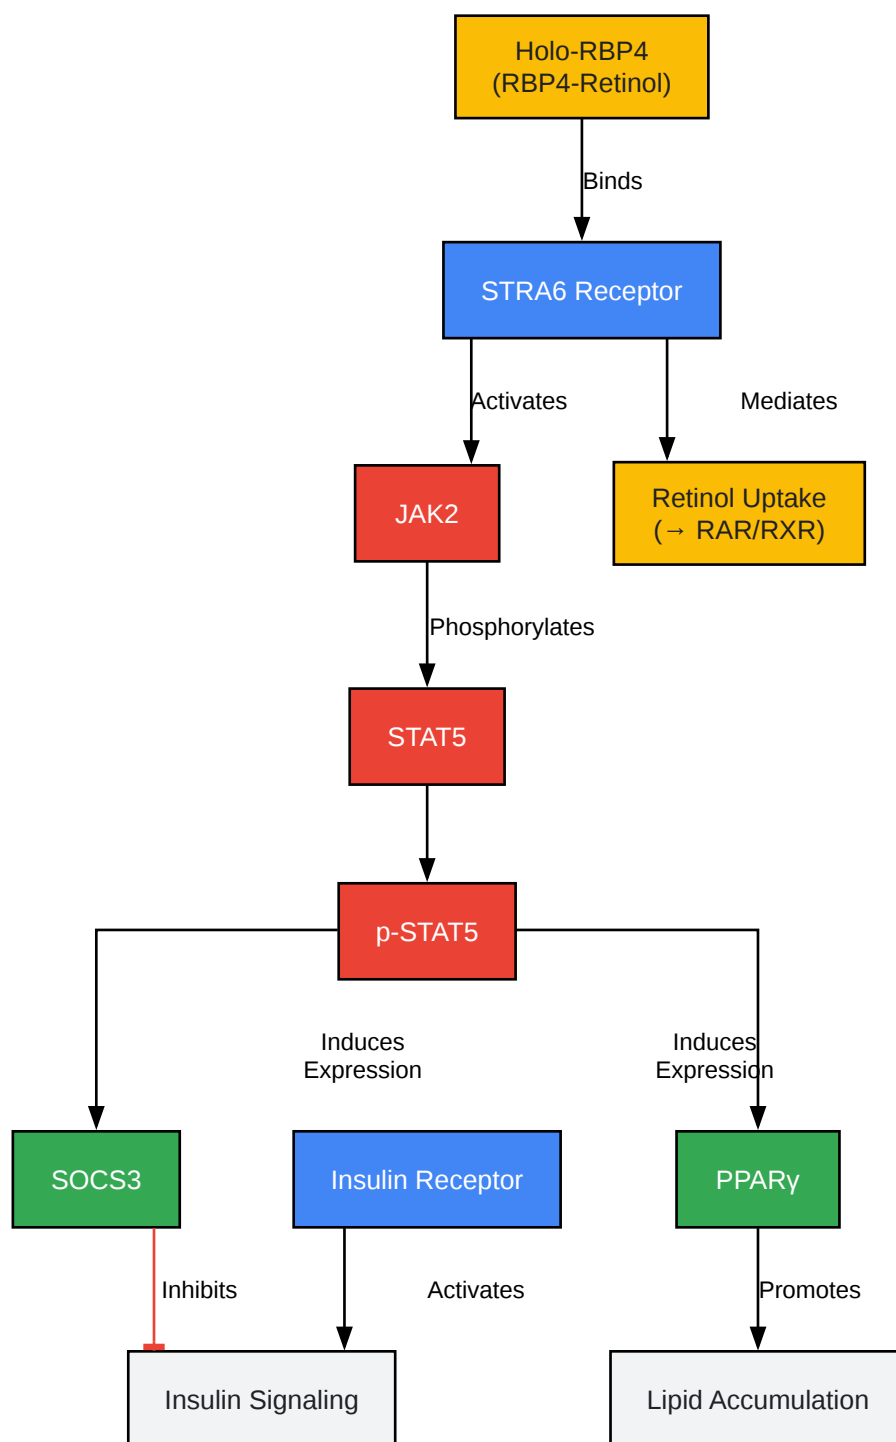 Holo-RBP4
(RBP4-Retinol)
Binds
STRA6 Receptor
Activates
Mediates
JAK2
Retinol Uptake
(→ RAR/RXR)
Phosphorylates
STAT5
p-STAT5
Induces
Expression
Induces
Expression
SOCS3
Insulin Receptor
PPARγ
Inhibits
Activates
Promotes
Insulin Signaling
Lipid Accumulation